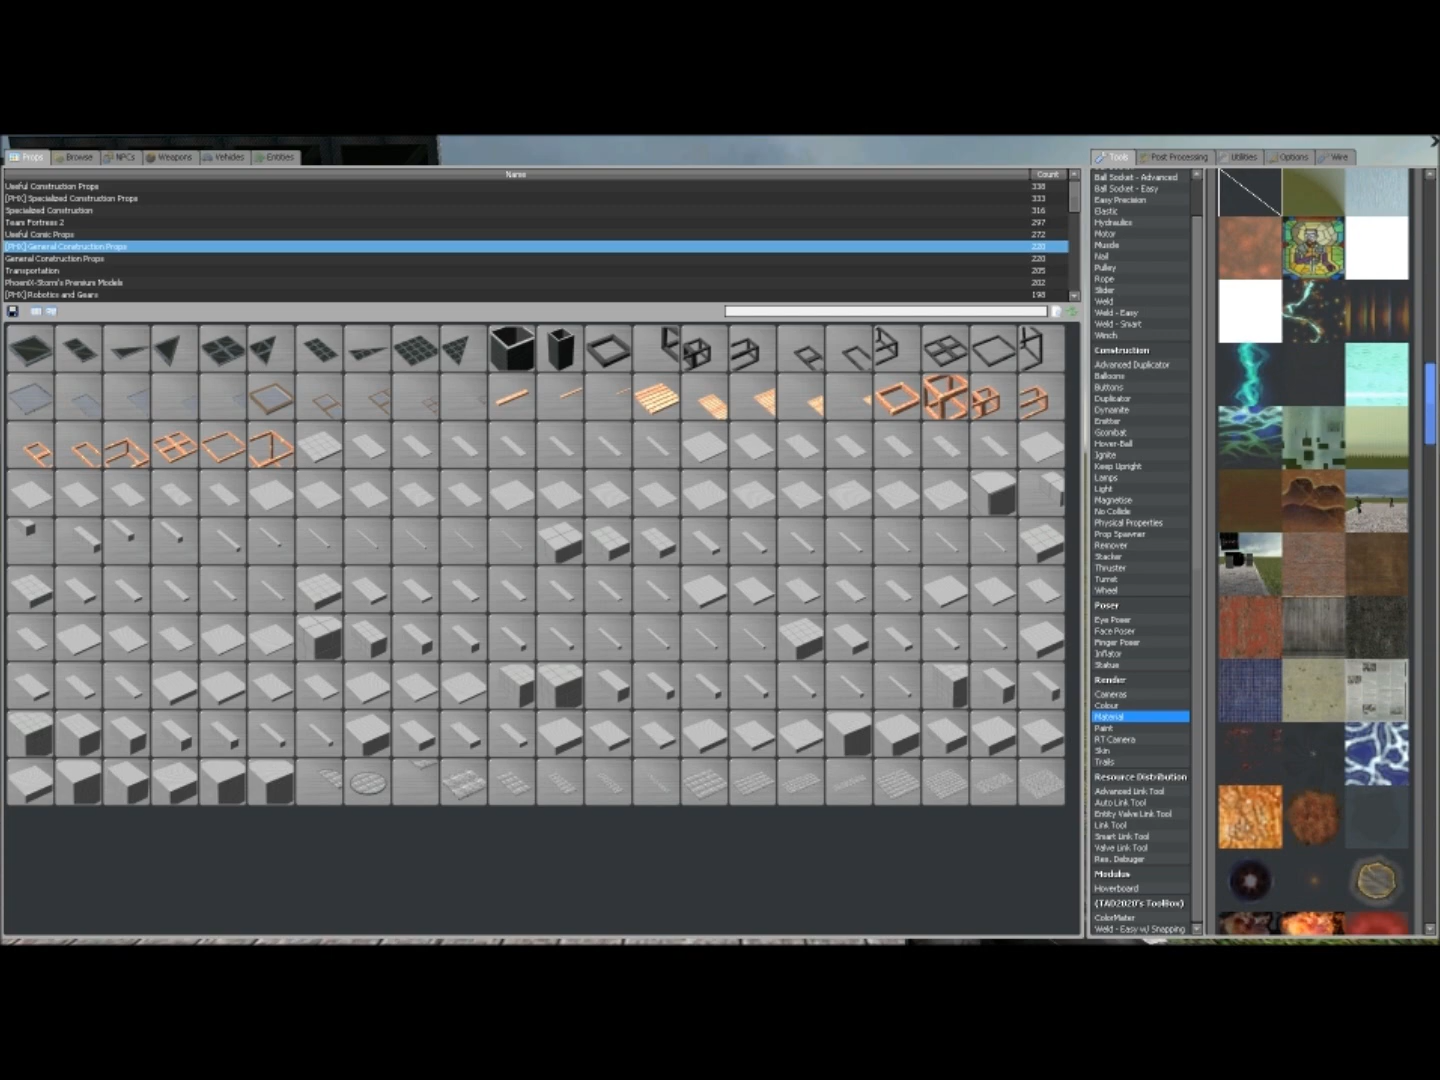 Props Browse NPCs Weapons Vehicles Entities
Name Count
Useful Construction Props 338
[PHX] Specialized Construction Props 333
Specialized Construction 316
Team Fortress 2 297
Useful Comic Props 272
[PHX] General Construction Props 220
General Construction Props 220
Transportation 205
PhoeniX-Storm's Premium Models 202
[PHX] Robotics and Gears 198
Tools Post Processing Utilities Options Wire
Ball Socket - Advanced
Ball Socket - Easy
Easy Precision
Elastic
Hydraulics
Motor
Muscle
Nail
Pulley
Rope
Slider
Weld
Weld - Easy
Weld - Smart
Winch
Construction
Advanced Duplicator
Balloons
Buttons
Duplicator
Dynamite
Emitter
Goombat
Hover-Ball
Ignite
Keep Upright
Lamps
Light
Magnetise
No Collide
Physical Properties
Prop Spawner
Remover
Stacker
Thruster
Turret
Wheel
Poser
Eye Poser
Face Poser
Finger Poser
Inflator
Statue
Render
Cameras
Colour
Material
Paint
RT Camera
Skin
Trails
Resource Distribution
Advanced Link Tool
Auto Link Tool
Entity Valve Link Tool
Link Tool
Smart Link Tool
Valve Link Tool
Res. Debuger
Modulus
Hoverboard
(TAD2020's ToolBox)
ColorMater
Weld - Easy w/ Snapping